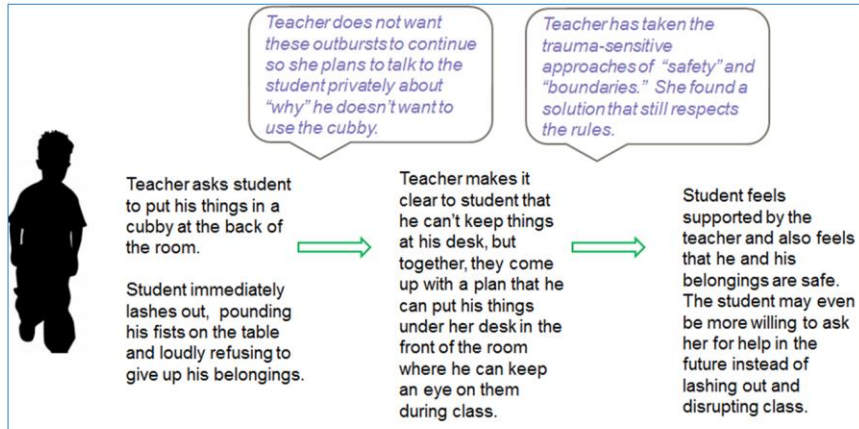 Teacher does not want
these outbursts to continue
so she plans to talk to the
student privately about
“why” he doesn’t want to
use the cubby.
Teacher has taken the
trauma-sensitive
approaches of “safety” and
“boundaries.” She found a
solution that still respects
the rules.
Teacher asks student
to put his things in a
cubby at the back of
the room.
Student immediately
lashes out, pounding
his fists on the table
and loudly refusing to
give up his belongings.
Teacher makes it
clear to student that
he can’t keep things
at his desk, but
together, they come
up with a plan that he
can put his things
under her desk in the
front of the room
where he can keep
an eye on them
during class.
Student feels
supported by the
teacher and also feels
that he and his
belongings are safe.
The student may even
be more willing to ask
her for help in the
future instead of
lashing out and
disrupting class.